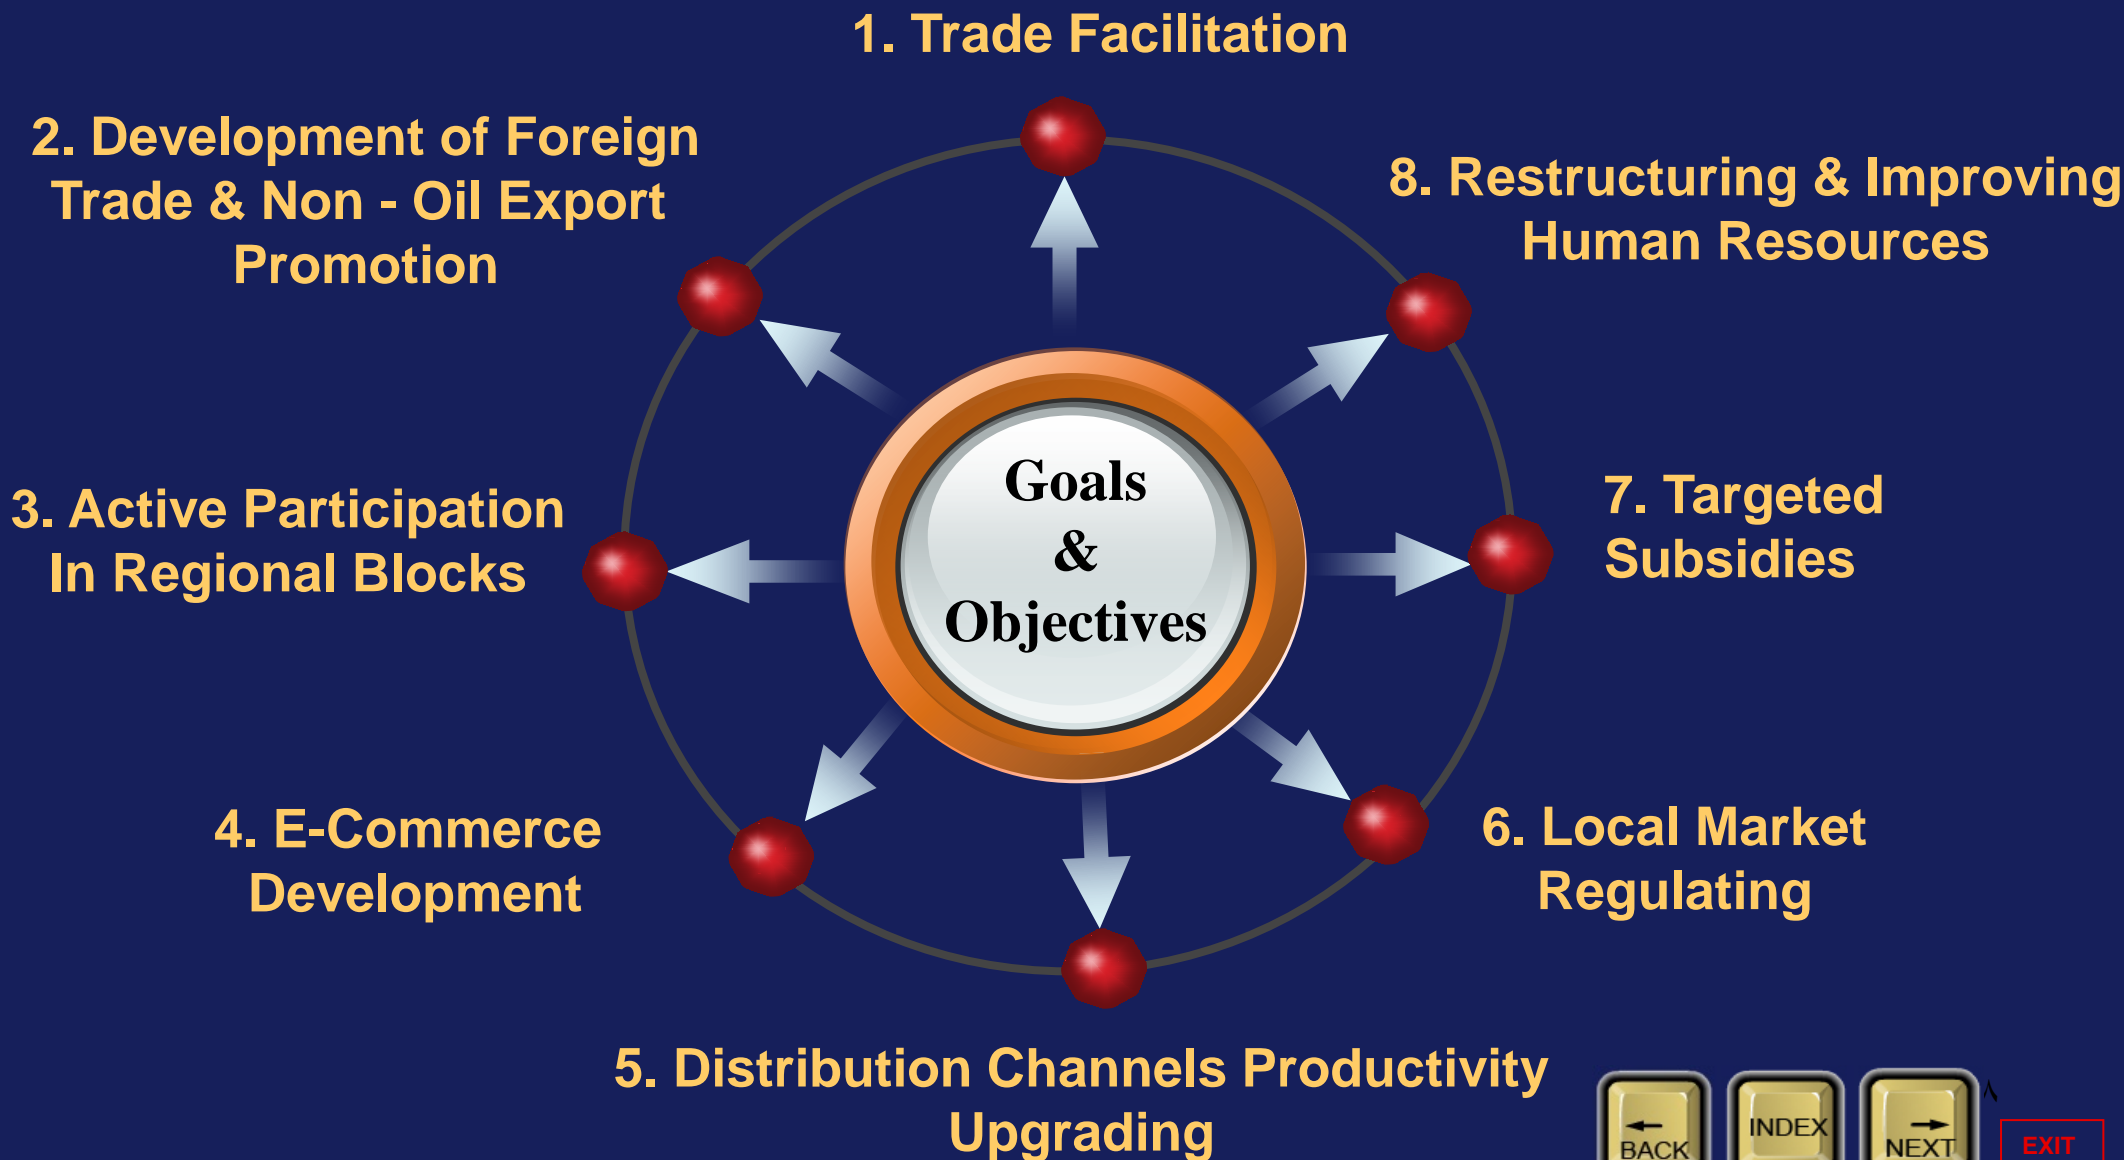 1. Trade Facilitation
2. Development of Foreign
Trade & Non - Oil Export
Promotion
3. Active Participation
In Regional Blocks
4. E-Commerce
Development
5. Distribution Channels Productivity
Upgrading
6. Local Market
Regulating
7. Targeted
Subsidies
8. Restructuring & Improving
Human Resources
Goals
&
Objectives
BACK
INDEX
NEXT
٨
EXIT